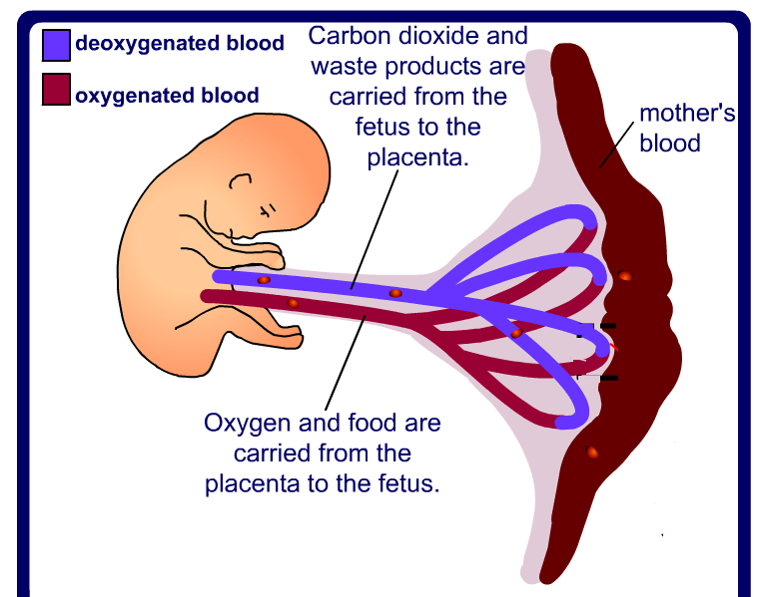 deoxygenated blood
oxygenated blood
Carbon dioxide and
waste products are
carried from the
fetus to the
placenta.
mother's
blood
Oxygen and food are
carried from the
placenta to the fetus.